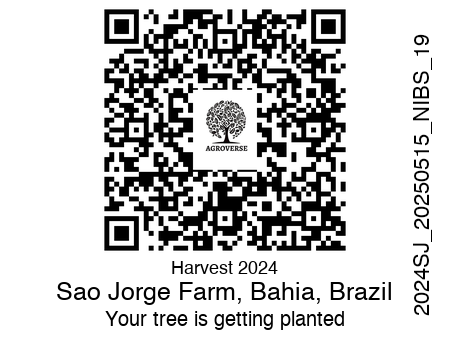 AGROVERSE
Harvest 2024
Sao Jorge Farm, Bahia, Brazil
Your tree is getting planted
2024SJ_20250515_NIBS_19